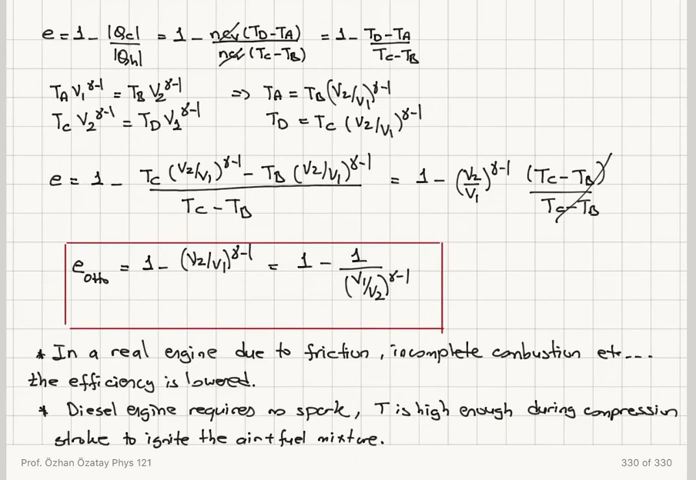 e = 1 - |Qc| / |Qh| = 1 - ncv (TD - TA) / ncv (TC - TB) = 1 - TD - TA / TC - TB
TA V₁^γ-1 = TB V₂^γ-1 => TA = TB (V₂/V₁)^γ-1
TC V₂^γ-1 = TD V₁^γ-1 TD = TC (V₂/V₁)^γ-1
e = 1 - TC (V₂/V₁)^γ-1 - TB (V₂/V₁)^γ-1 / TC - TB = 1 - (V₂/V₁)^γ-1 (TC - TB) / TC - TB
e otto = 1 - (V₂/V₁)^γ-1 = 1 - 1 / (V₁/V₂)^γ-1
* In a real engine due to friction, incomplete combustion etc....
the efficiency is lowered.
* Diesel engine requires no spark, T is high enough during compression
stroke to ignite the air+fuel mixture.
Prof. Özhan Özatay Phys 121 330 of 330